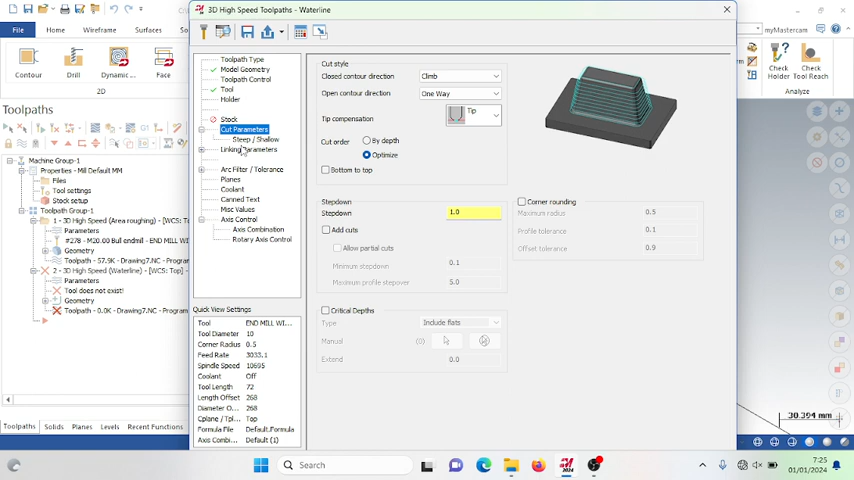 3D High Speed Toolpaths - Waterline
File
Home
Wireframe
Surfaces
myMastercam
Contour
Drill
Dynamic ...
Face
2D
Check
Holder
Check
Tool Reach
Analyze
Toolpaths
Machine Group-1
Properties - Mill Default MM
Files
Tool settings
Stock setup
Toolpath Group-1
1 - 3D High Speed (Area roughing) - [WCS: Top]
Parameters
#278 - M20.00 Bull endmill
Geometry
Toolpath - 57.9K - Drawing7.NC - Program
2 - 3D High Speed (Waterline) - [WCS: Top]
Parameters
Tool does not exist!
Geometry
Toolpath - 0.0K - Drawing7.NC - Program
Toolpaths
Solids
Planes
Levels
Recent Functions
Toolpath Type
Model Geometry
Toolpath Control
Tool
Holder
Stock
Cut Parameters
Steep / Shallow
Linking Parameters
Arc Filter / Tolerance
Planes
Coolant
Canned Text
Misc Values
Axis Control
Axis Combination
Rotary Axis Control
Quick View Settings
Tool END MILL WI...
Tool Diameter 10
Corner Radius 0.5
Feed Rate 3033.1
Spindle Speed 10695
Coolant Off
Tool Length 72
Length Offset 268
Diameter O... 268
Cplane / Tpl... Top
Formula File Default.Formula
Axis Combi... Default (1)
Cut style
Closed contour direction Climb
Open contour direction One Way
Tip compensation Tip
Cut order By depth
Optimize
Bottom to top
Stepdown
Stepdown 1.0
Add cuts
Allow partial cuts
Minimum stepdown 0.1
Maximum profile stepover 5.0
Critical Depths
Type Include flats
Manual (0)
Extend 0.0
Corner rounding
Maximum radius 0.5
Profile tolerance 0.1
Offset tolerance 0.9
30.394 mm
Search
7:25
01/01/2024